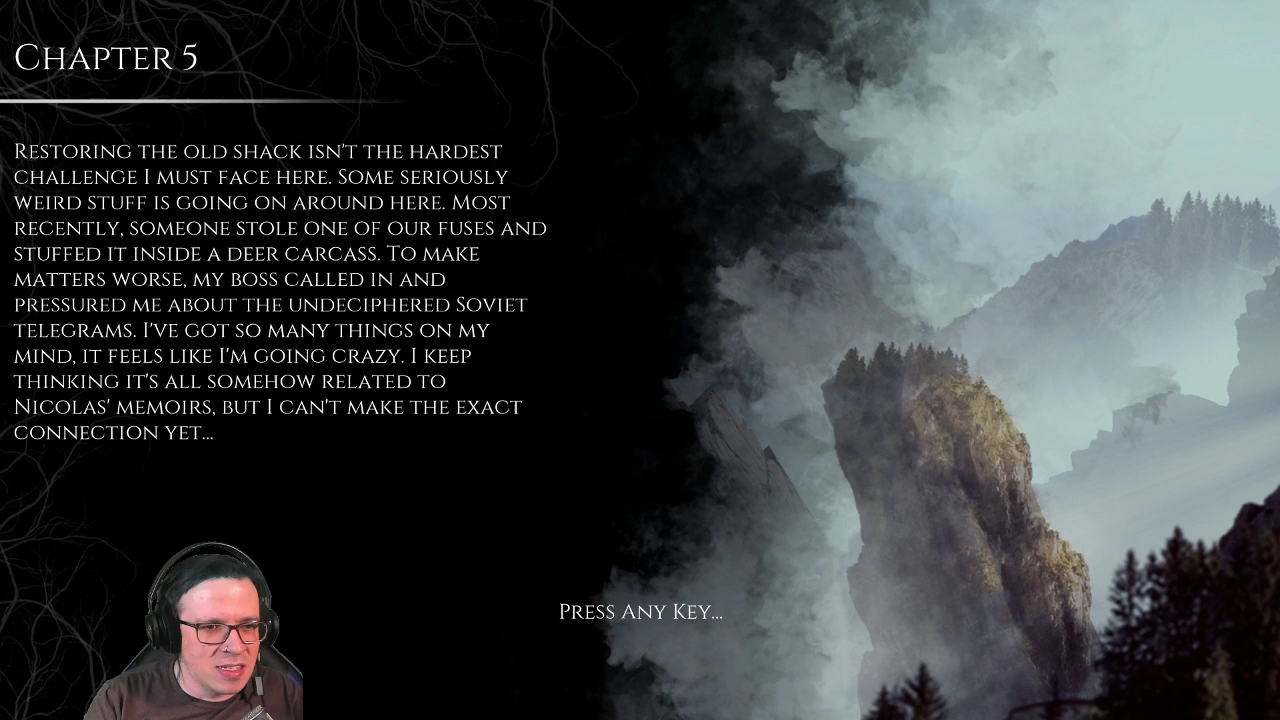 Chapter 5
Restoring the old shack isn't the hardest
challenge I must face here. Some seriously
weird stuff is going on around here. Most
recently, someone stole one of our fuses and
stuffed it inside a deer carcass. To make
matters worse, my boss called in and
pressured me about the undeciphered Soviet
telegrams. I've got so many things on my
mind, it feels like I'm going crazy. I keep
thinking it's all somehow related to
Nicolas' memoirs, but I can't make the exact
connection yet...
Press Any Key...